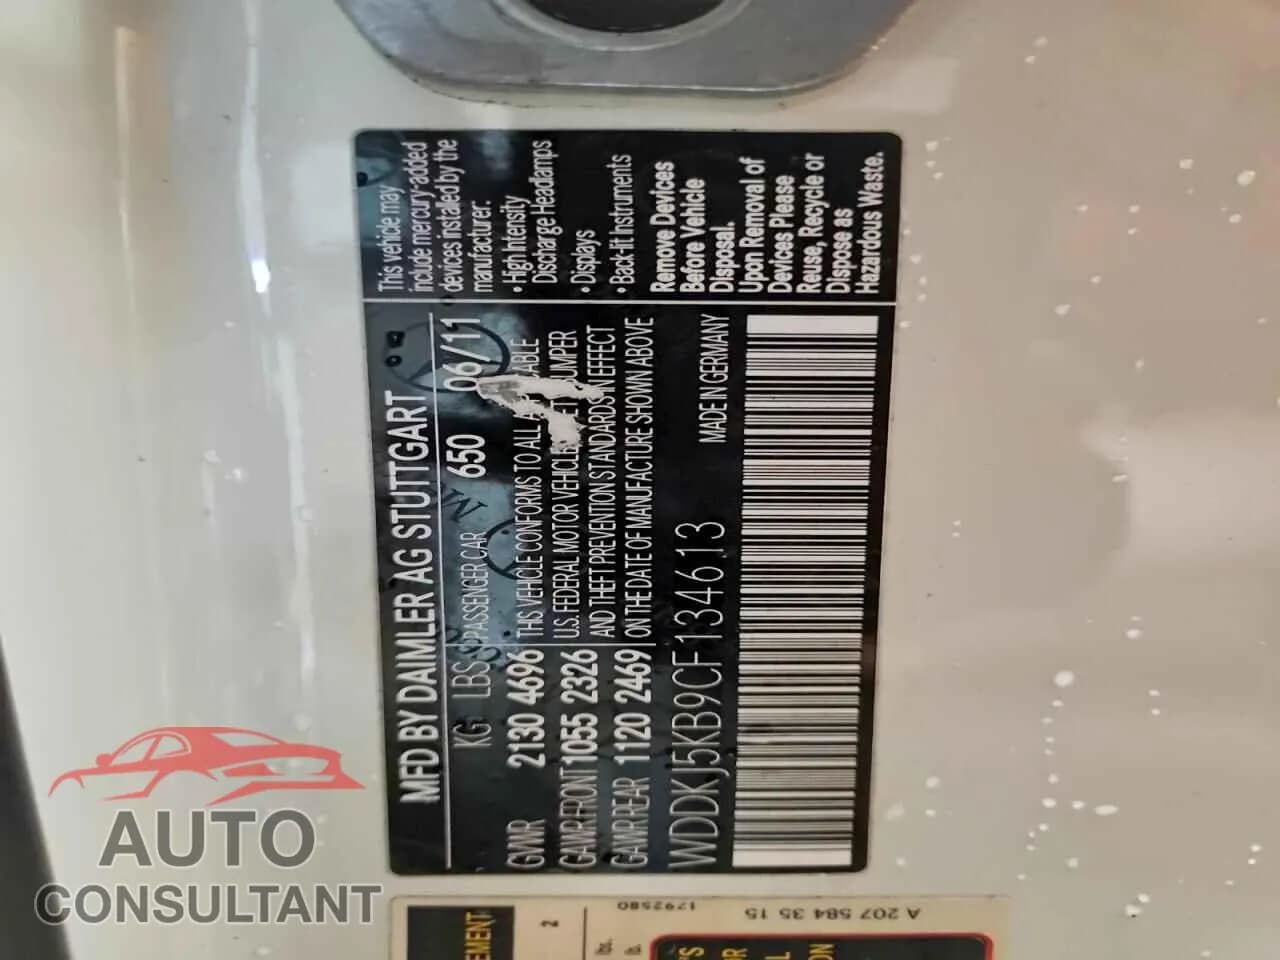 MFD BY DAIMLER AG STUTTGART
KG LBS PASSENGER CAR 650 06/11
GVWR 2130 4696
GAWR FRONT 1055 2326
GAWR REAR 1120 2469
THIS VEHICLE CONFORMS TO ALL
U.S. FEDERAL MOTOR VEHICLE BUMPER
AND THEFT PREVENTION STANDARDS IN EFFECT
ON THE DATE OF MANUFACTURE SHOWN ABOVE
WDDKJ5KB9CF134613
MADE IN GERMANY
This vehicle may
include mercury-added
devices installed by the
manufacturer:
• High Intensity
Discharge Headlamps
• Displays
• Back-lit Instruments
Remove Devices
Before Vehicle
Disposal.
Upon Removal of
Devices Please
Reuse, Recycle or
Dispose as
Hazardous Waste.
A 207 584 35 15
1792580
2
lbs.
AUTO
CONSULTANT